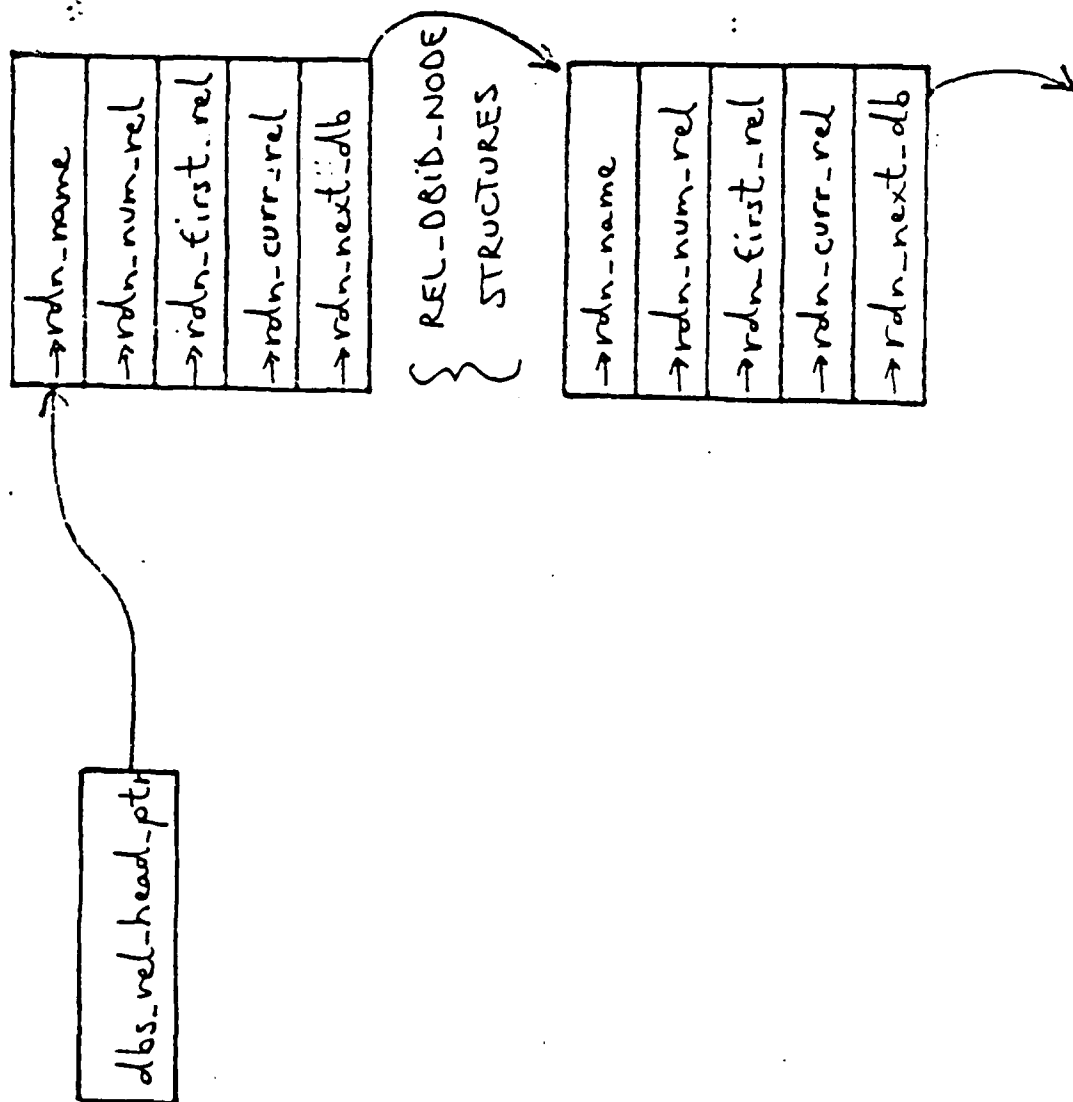 dbs_rel_head_ptr
→rdn_name
→rdn_num_rel
→rdn_first_rel
→rdn_curr_rel
→rdn_next_db
REL_DBID_NODE
STRUCTURES
→rdn_name
→rdn_num_rel
→rdn_first_rel
→rdn_curr_rel
→rdn_next_db